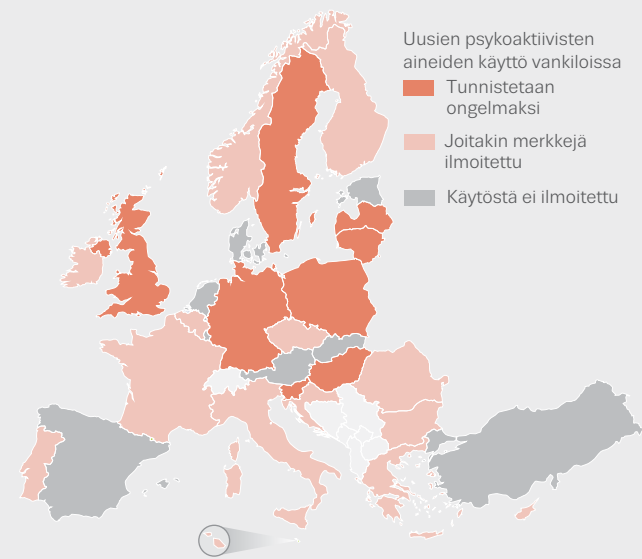 Uusien psykoaktiivisten
aineiden käyttö vankiloissa
Tunnistetaan
ongelmaksi
Joitakin merkkejä
ilmoitettu
Käytöstä ei ilmoitettu